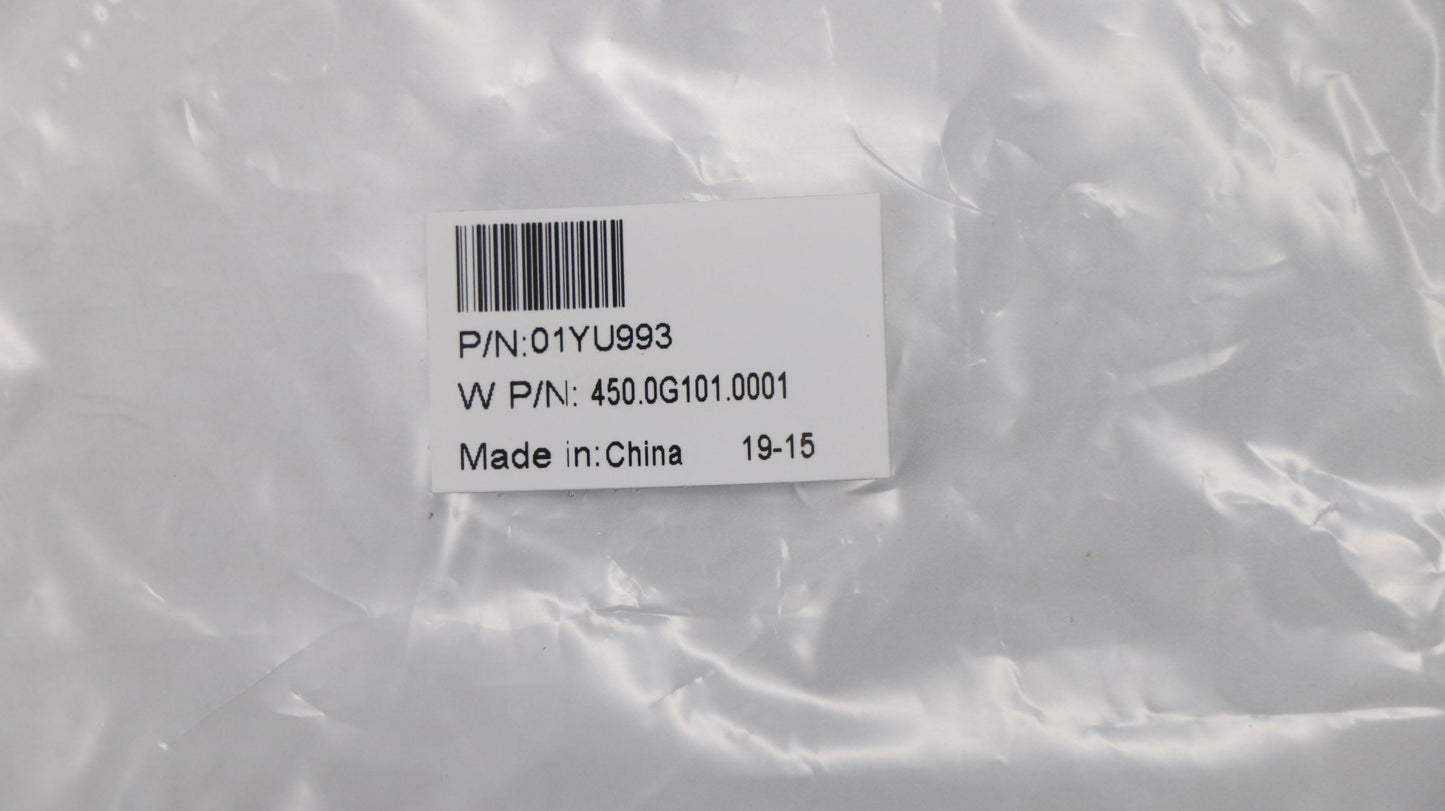 P/N:01YU993
W P/N: 450.0G101.0001
Made in:China 19-15